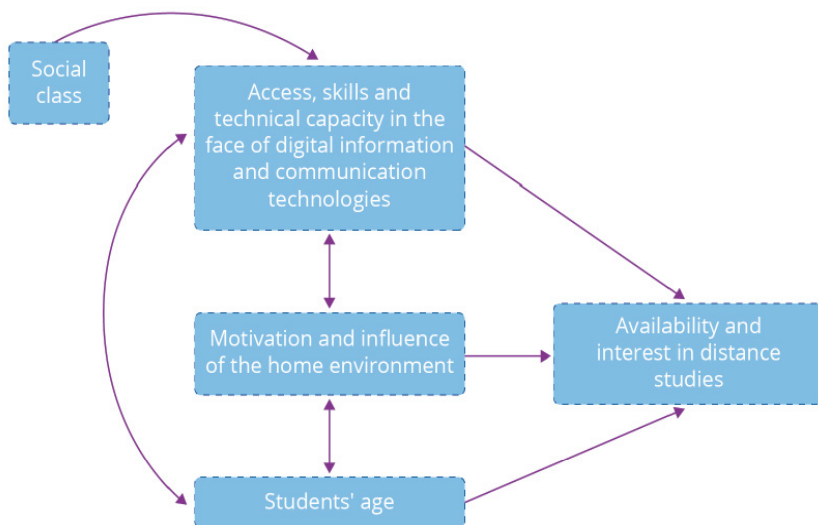 Social
class
Access, skills and
technical capacity in the
face of digital information
and communication
technologies
Motivation and influence
of the home environment
Availability and
interest in distance
studies
Students' age